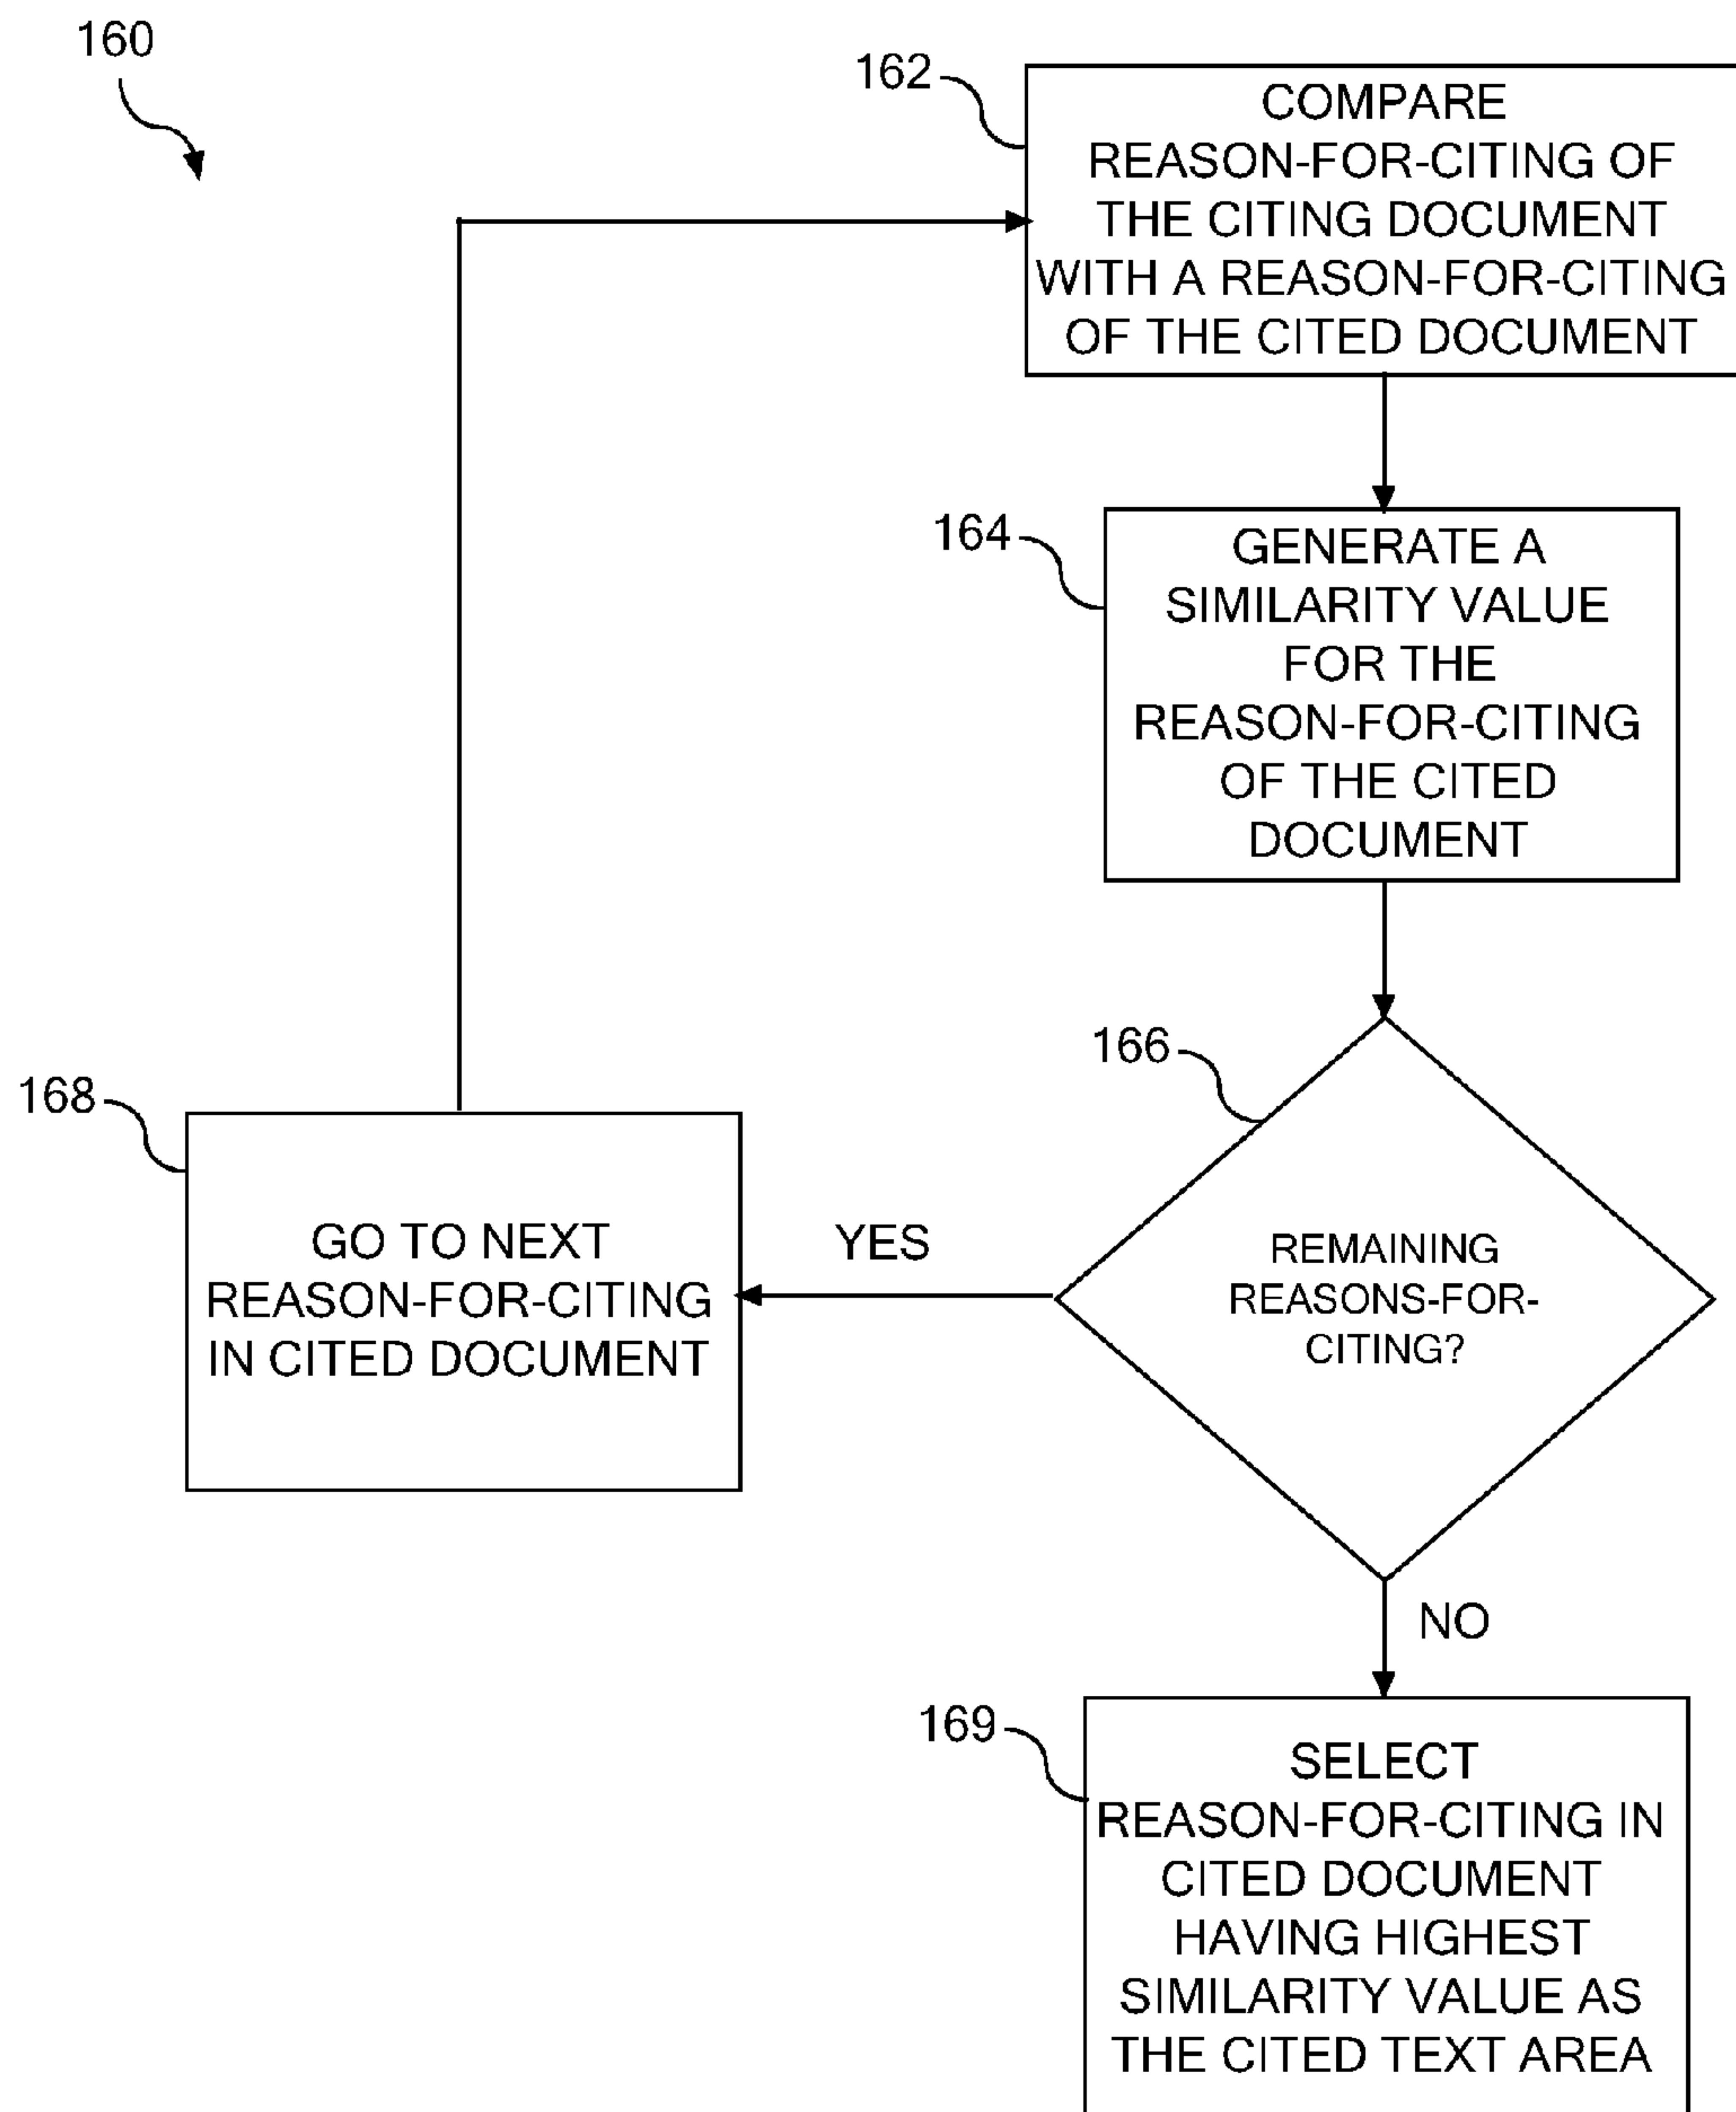 160
162
COMPARE
REASON-FOR-CITING OF
THE CITING DOCUMENT
WITH A REASON-FOR-CITING
OF THE CITED DOCUMENT
164
GENERATE A
SIMILARITY VALUE
FOR THE
REASON-FOR-CITING
OF THE CITED
DOCUMENT
166
REMAINING
REASONS-FOR-
CITING?
YES
168
GO TO NEXT
REASON-FOR-CITING
IN CITED DOCUMENT
NO
169
SELECT
REASON-FOR-CITING IN
CITED DOCUMENT
HAVING HIGHEST
SIMILARITY VALUE AS
THE CITED TEXT AREA